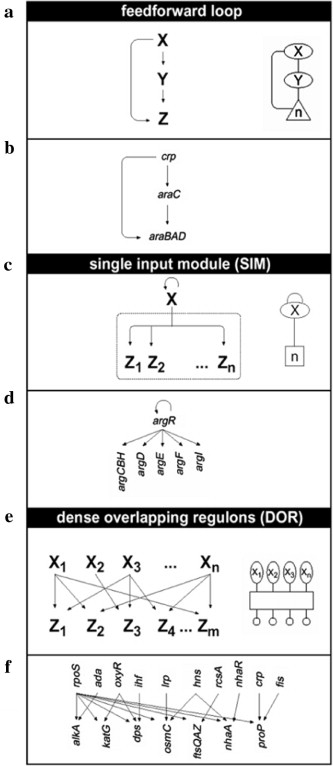 a
feedforward loop
X X
Y Y
Z n
b
crp
araC
araBAD
c
single input module (SIM)
X X
Z1 Z2 ... Zn n
d
argR
argCBH argD argE argF argI
e
dense overlapping regulons (DOR)
X1 X2 X3 ... Xn X1 X2 X3 Xn
Z1 Z2 Z3 Z4 ... Zm
f
rpoS ada oxyR ihf lrp hns rcsA nhaR crp fis
alkA katG dps osmC ftsQAZ nhaA proP